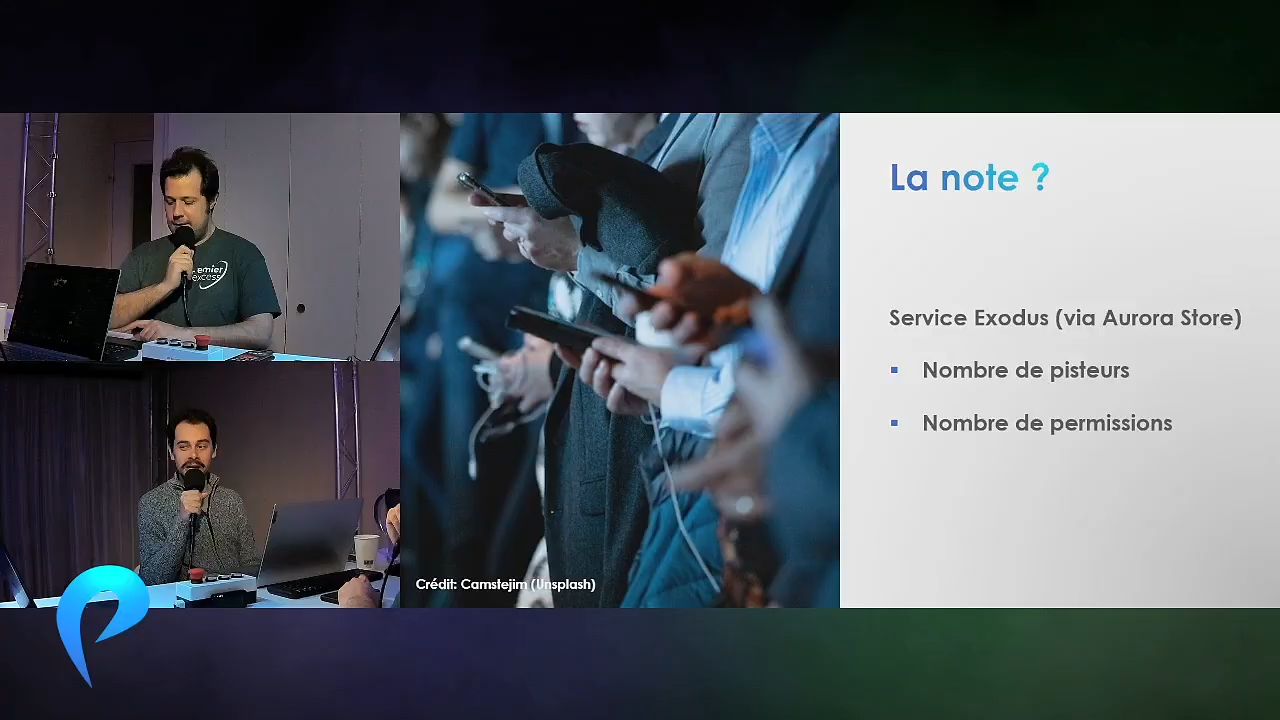 La note ?
Service Exodus (via Aurora Store)
Nombre de pisteurs
Nombre de permissions
Crédit: Camstejim (Unsplash)